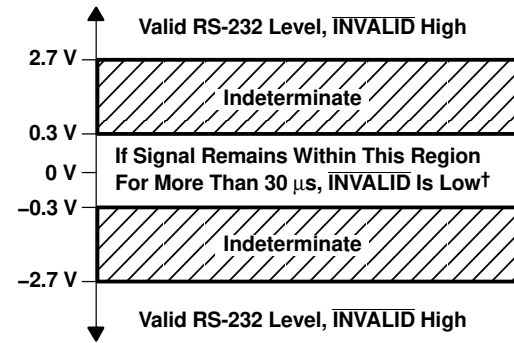 Valid RS-232 Level, INVALID High
2.7 V
Indeterminate
0.3 V
If Signal Remains Within This Region
0 V
For More Than 30 μs, INVALID Is Low†
−0.3 V
Indeterminate
−2.7 V
Valid RS-232 Level, INVALID High